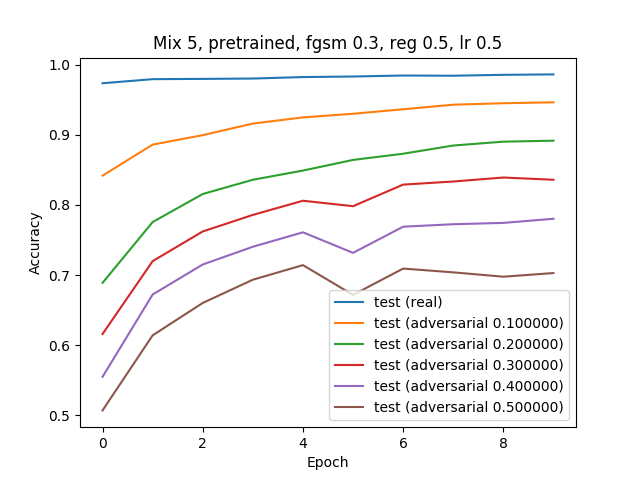 Mix 5, pretrained, fgsm 0.3, reg 0.5, lr 0.5
1.0
0.9
0.8
0.7
0.6
0.5
Accuracy
test (real)
test (adversarial 0.100000)
test (adversarial 0.200000)
test (adversarial 0.300000)
test (adversarial 0.400000)
test (adversarial 0.500000)
0 2 4 6 8
Epoch